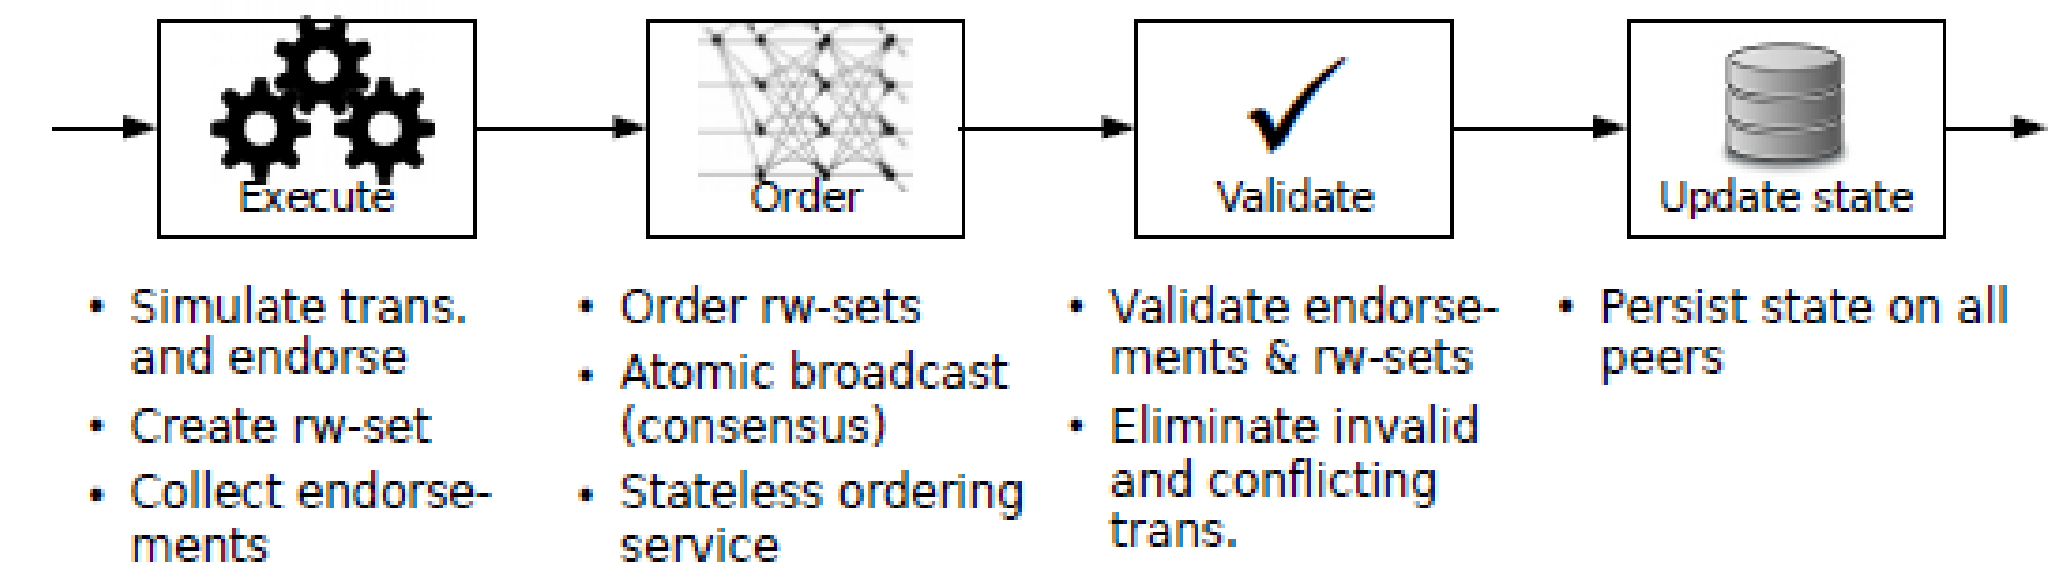 Execute
Order
Validate
Update state
• Simulate trans.
and endorse
• Create rw-set
• Collect endorse-
ments
• Order rw-sets
• Atomic broadcast
(consensus)
• Stateless ordering
service
• Validate endorse-
ments & rw-sets
• Eliminate invalid
and conflicting
trans.
• Persist state on all
peers